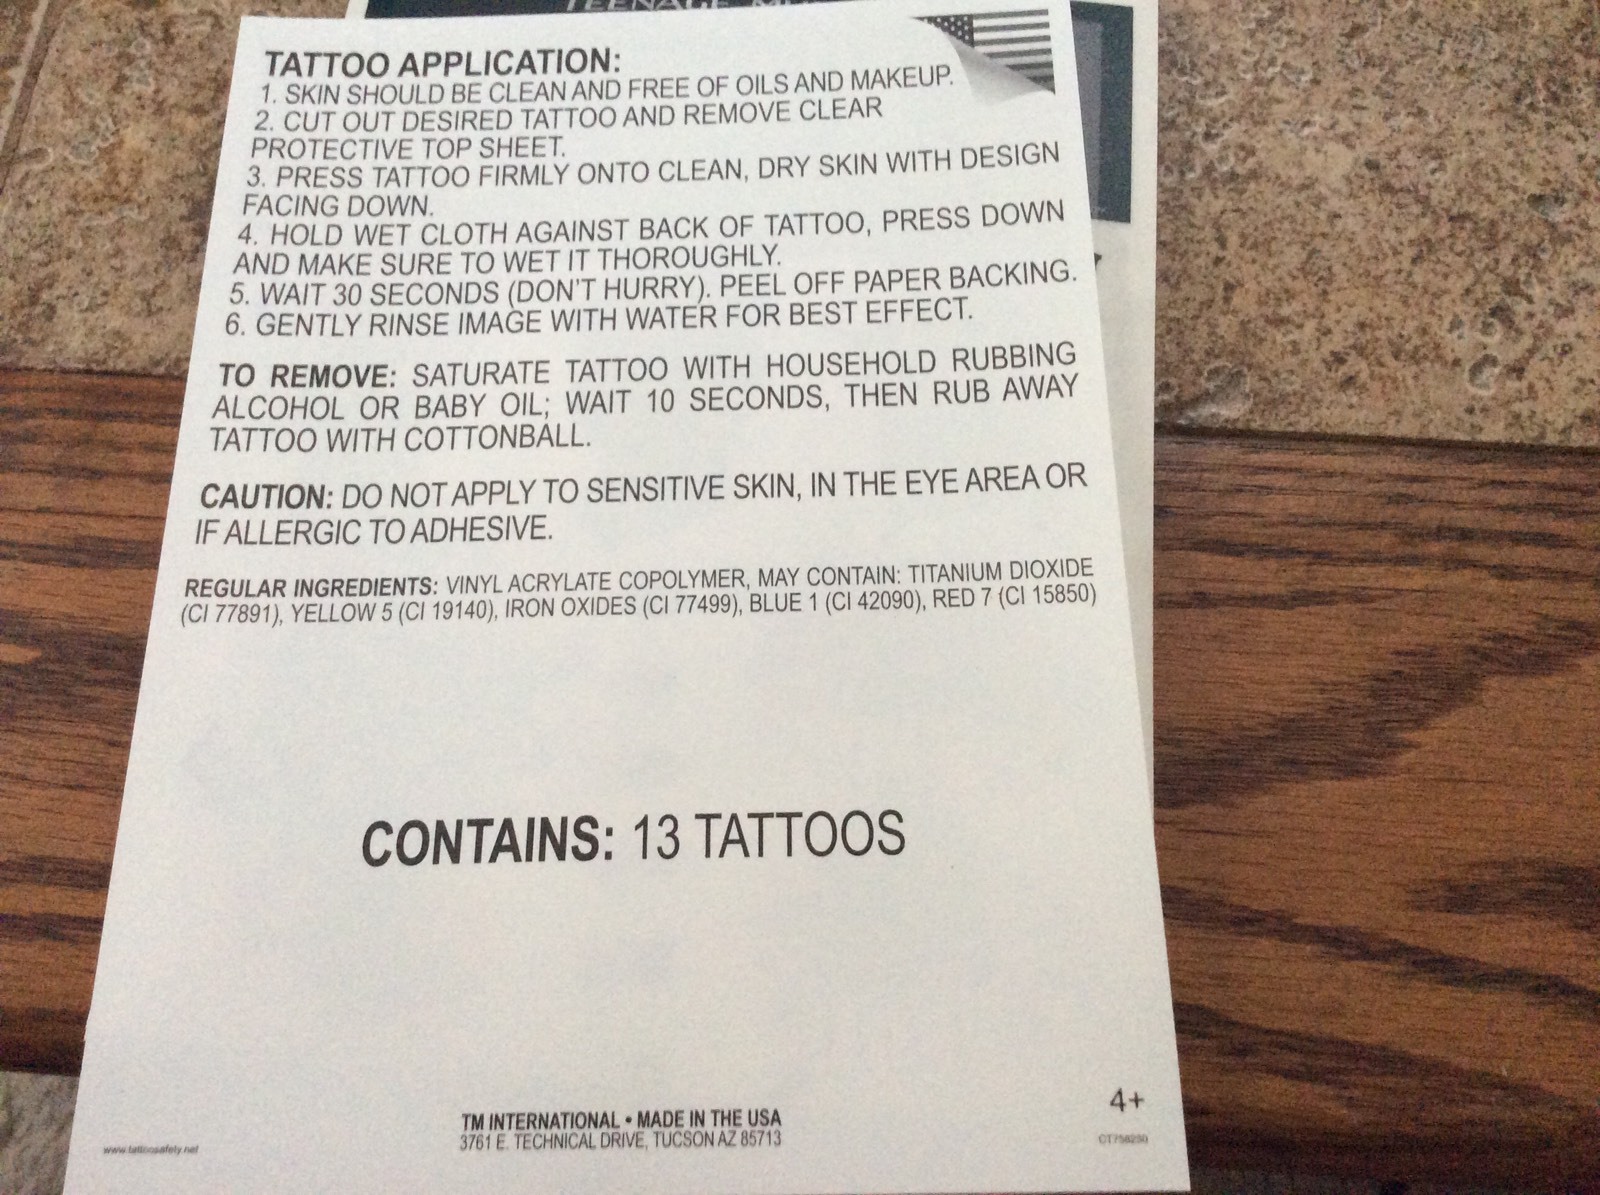 TEENAGE
TATTOO APPLICATION:
1. SKIN SHOULD BE CLEAN AND FREE OF OILS AND MAKEUP.
2. CUT OUT DESIRED TATTOO AND REMOVE CLEAR
PROTECTIVE TOP SHEET.
3. PRESS TATTOO FIRMLY ONTO CLEAN, DRY SKIN WITH DESIGN
FACING DOWN.
4. HOLD WET CLOTH AGAINST BACK OF TATTOO, PRESS DOWN
AND MAKE SURE TO WET IT THOROUGHLY.
5. WAIT 30 SECONDS (DON'T HURRY). PEEL OFF PAPER BACKING.
6. GENTLY RINSE IMAGE WITH WATER FOR BEST EFFECT.
TO REMOVE: SATURATE TATTOO WITH HOUSEHOLD RUBBING
ALCOHOL OR BABY OIL; WAIT 10 SECONDS, THEN RUB AWAY
TATTOO WITH COTTONBALL.
CAUTION: DO NOT APPLY TO SENSITIVE SKIN, IN THE EYE AREA OR
IF ALLERGIC TO ADHESIVE.
REGULAR INGREDIENTS: VINYL ACRYLATE COPOLYMER, MAY CONTAIN: TITANIUM DIOXIDE
(CI 77891), YELLOW 5 (CI 19140), IRON OXIDES (CI 77499), BLUE 1 (CI 42090), RED 7 (CI 15850)
CONTAINS: 13 TATTOOS
4+
TM INTERNATIONAL • MADE IN THE USA
3761 E. TECHNICAL DRIVE, TUCSON AZ 85713
www.tattoosafety.net